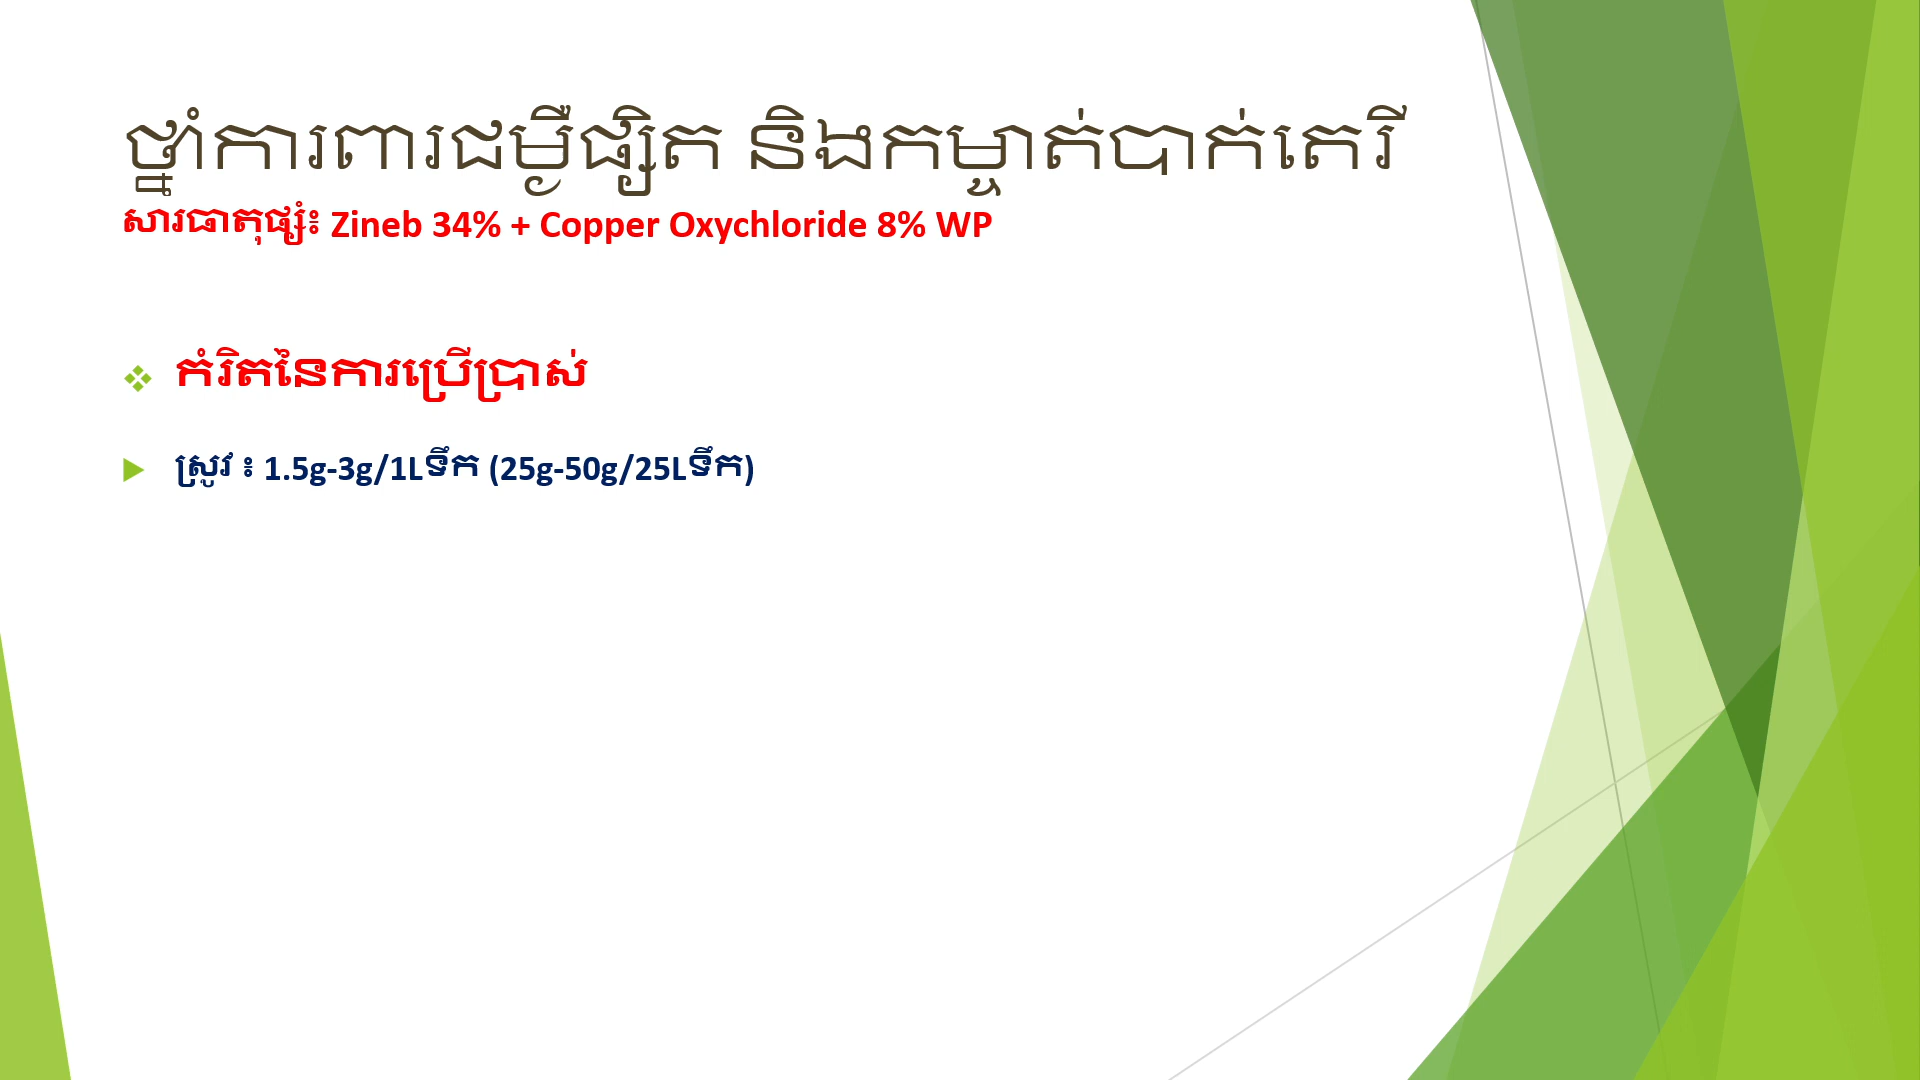 ថ្នាំការពារជម្ងឺផ្សិត និងកម្ចាត់បាក់តេរី
សារធាតុផ្សំ៖ Zineb 34% + Copper Oxychloride 8% WP
កំរិតនៃការប្រើប្រាស់
ស្រូវ ៖ 1.5g-3g/1Lទឹក (25g-50g/25Lទឹក)